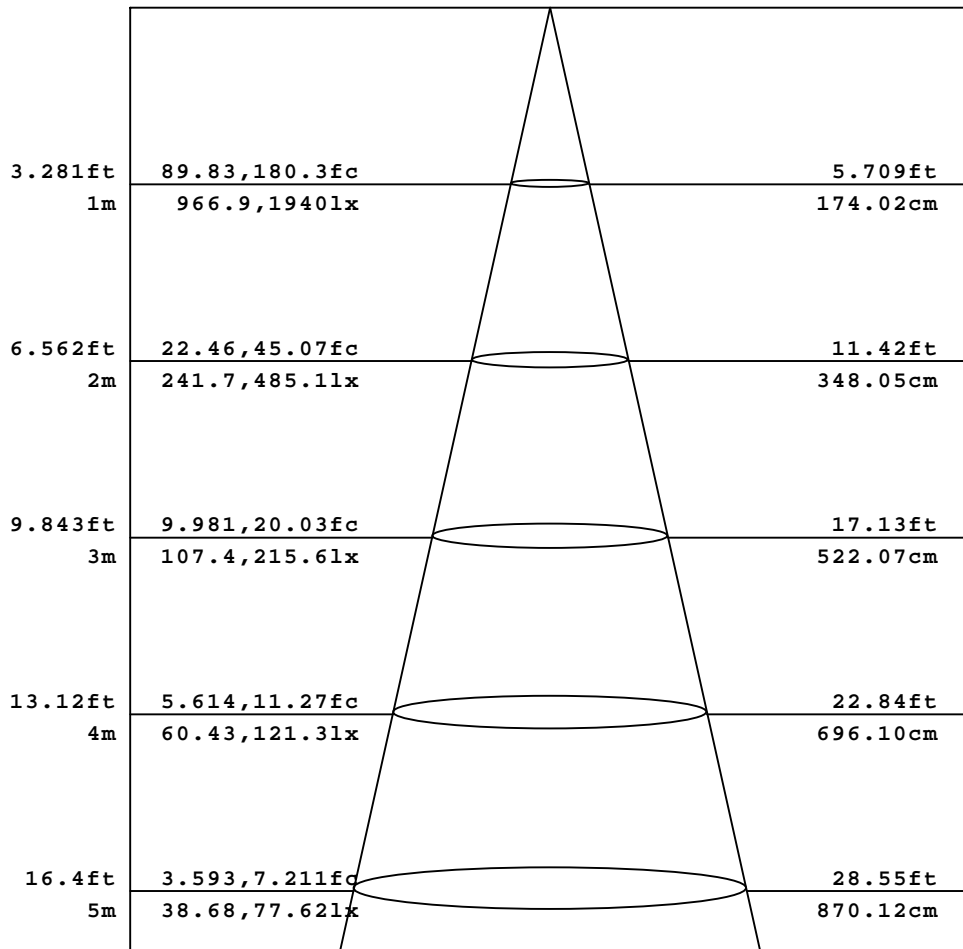 3.281ft 89.83,180.3fc 5.709ft
1m 966.9,1940lx 174.02cm
6.562ft 22.46,45.07fc 11.42ft
2m 241.7,485.1lx 348.05cm
9.843ft 9.981,20.03fc 17.13ft
3m 107.4,215.6lx 522.07cm
13.12ft 5.614,11.27fc 22.84ft
4m 60.43,121.3lx 696.10cm
16.4ft 3.593,7.211fc 28.55ft
5m 38.68,77.62lx 870.12cm